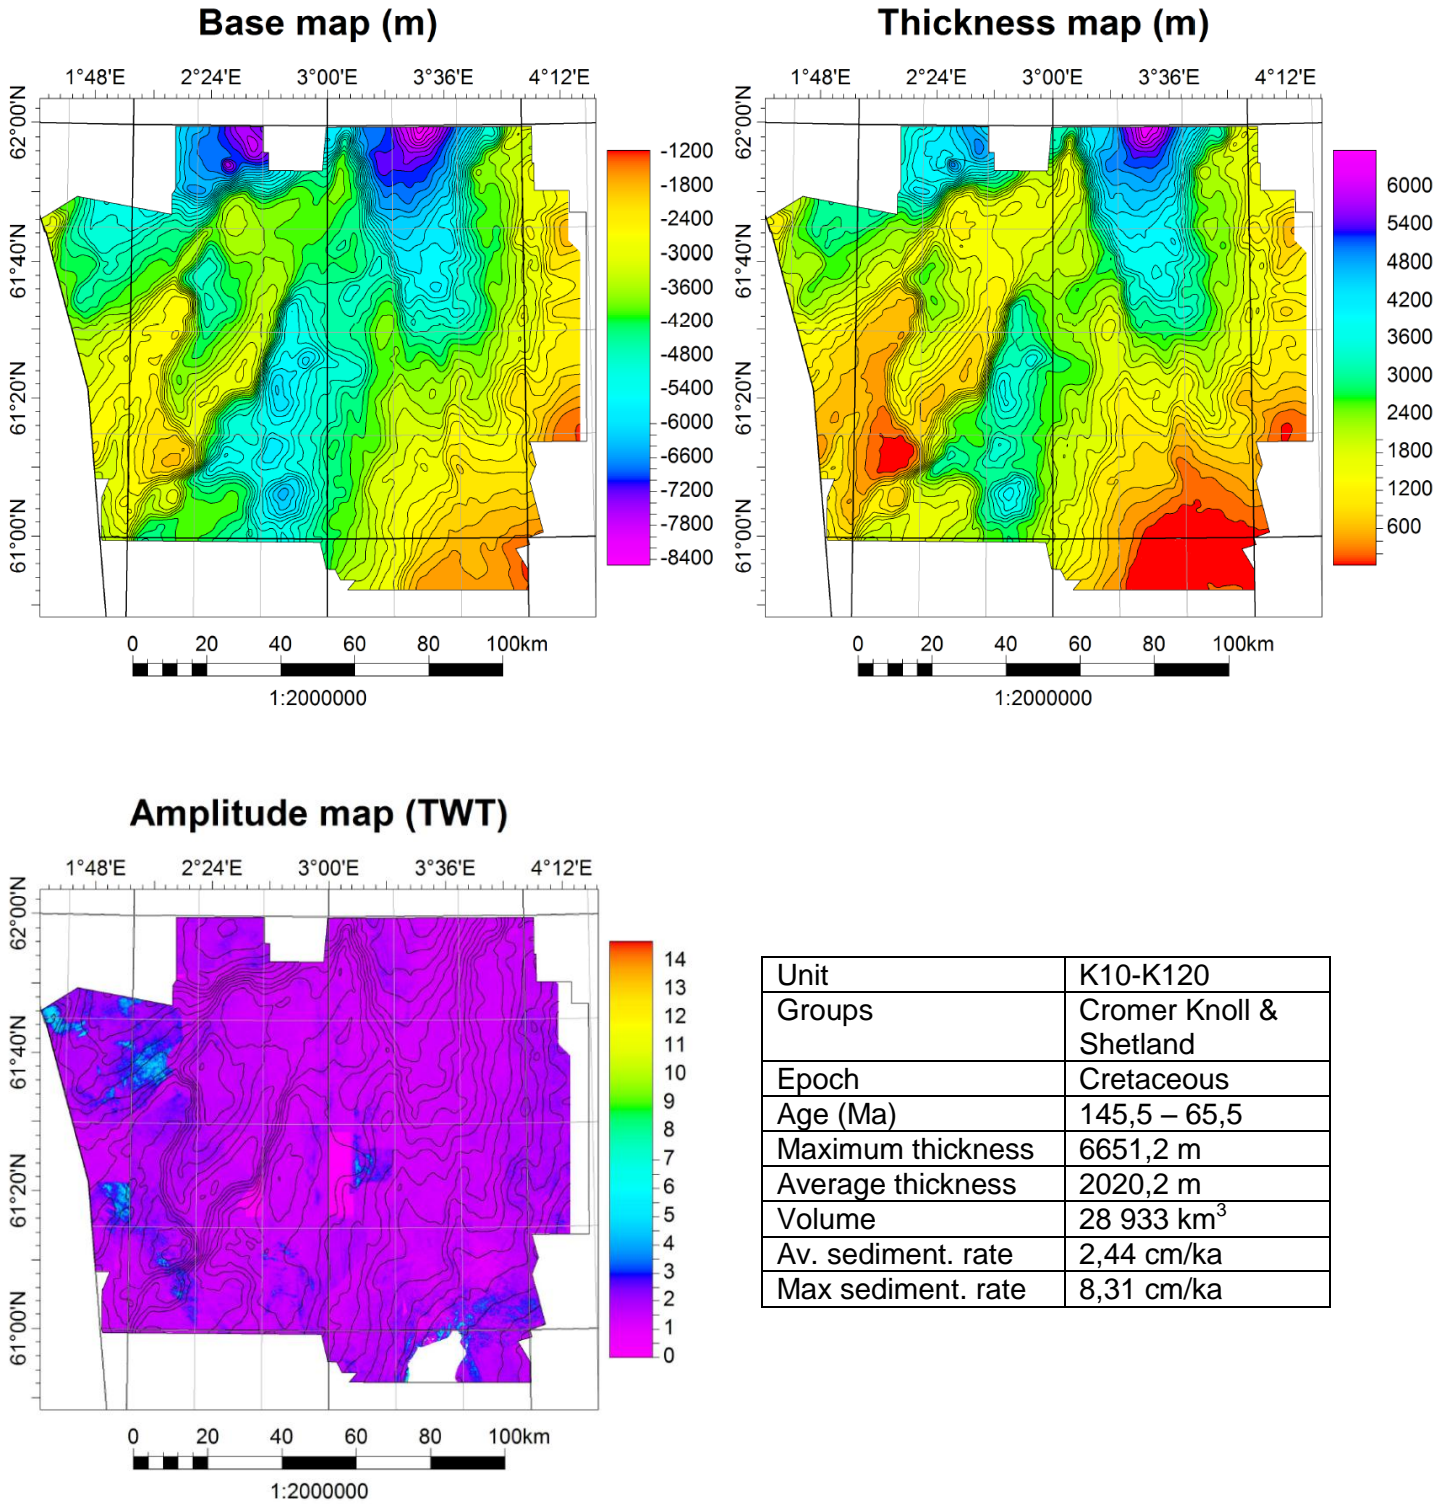 Base map (m)
1°48'E 2°24'E 3°00'E 3°36'E 4°12'E
62°00'N
61°40'N
61°20'N
61°00'N
-1200
-1800
-2400
-3000
-3600
-4200
-4800
-5400
-6000
-6600
-7200
-7800
-8400
0 20 40 60 80 100km
1:2000000
Thickness map (m)
1°48'E 2°24'E 3°00'E 3°36'E 4°12'E
62°00'N
61°40'N
61°20'N
61°00'N
6000
5400
4800
4200
3600
3000
2400
1800
1200
600
0 20 40 60 80 100km
1:2000000
Amplitude map (TWT)
1°48'E 2°24'E 3°00'E 3°36'E 4°12'E
62°00'N
61°40'N
61°20'N
61°00'N
14
13
12
11
10
9
8
7
6
5
4
3
2
1
0
0 20 40 60 80 100km
1:2000000
Unit K10-K120
Groups Cromer Knoll &
Shetland
Epoch Cretaceous
Age (Ma) 145,5 – 65,5
Maximum thickness 6651,2 m
Average thickness 2020,2 m
Volume 28 933 km³
Av. sediment. rate 2,44 cm/ka
Max sediment. rate 8,31 cm/ka